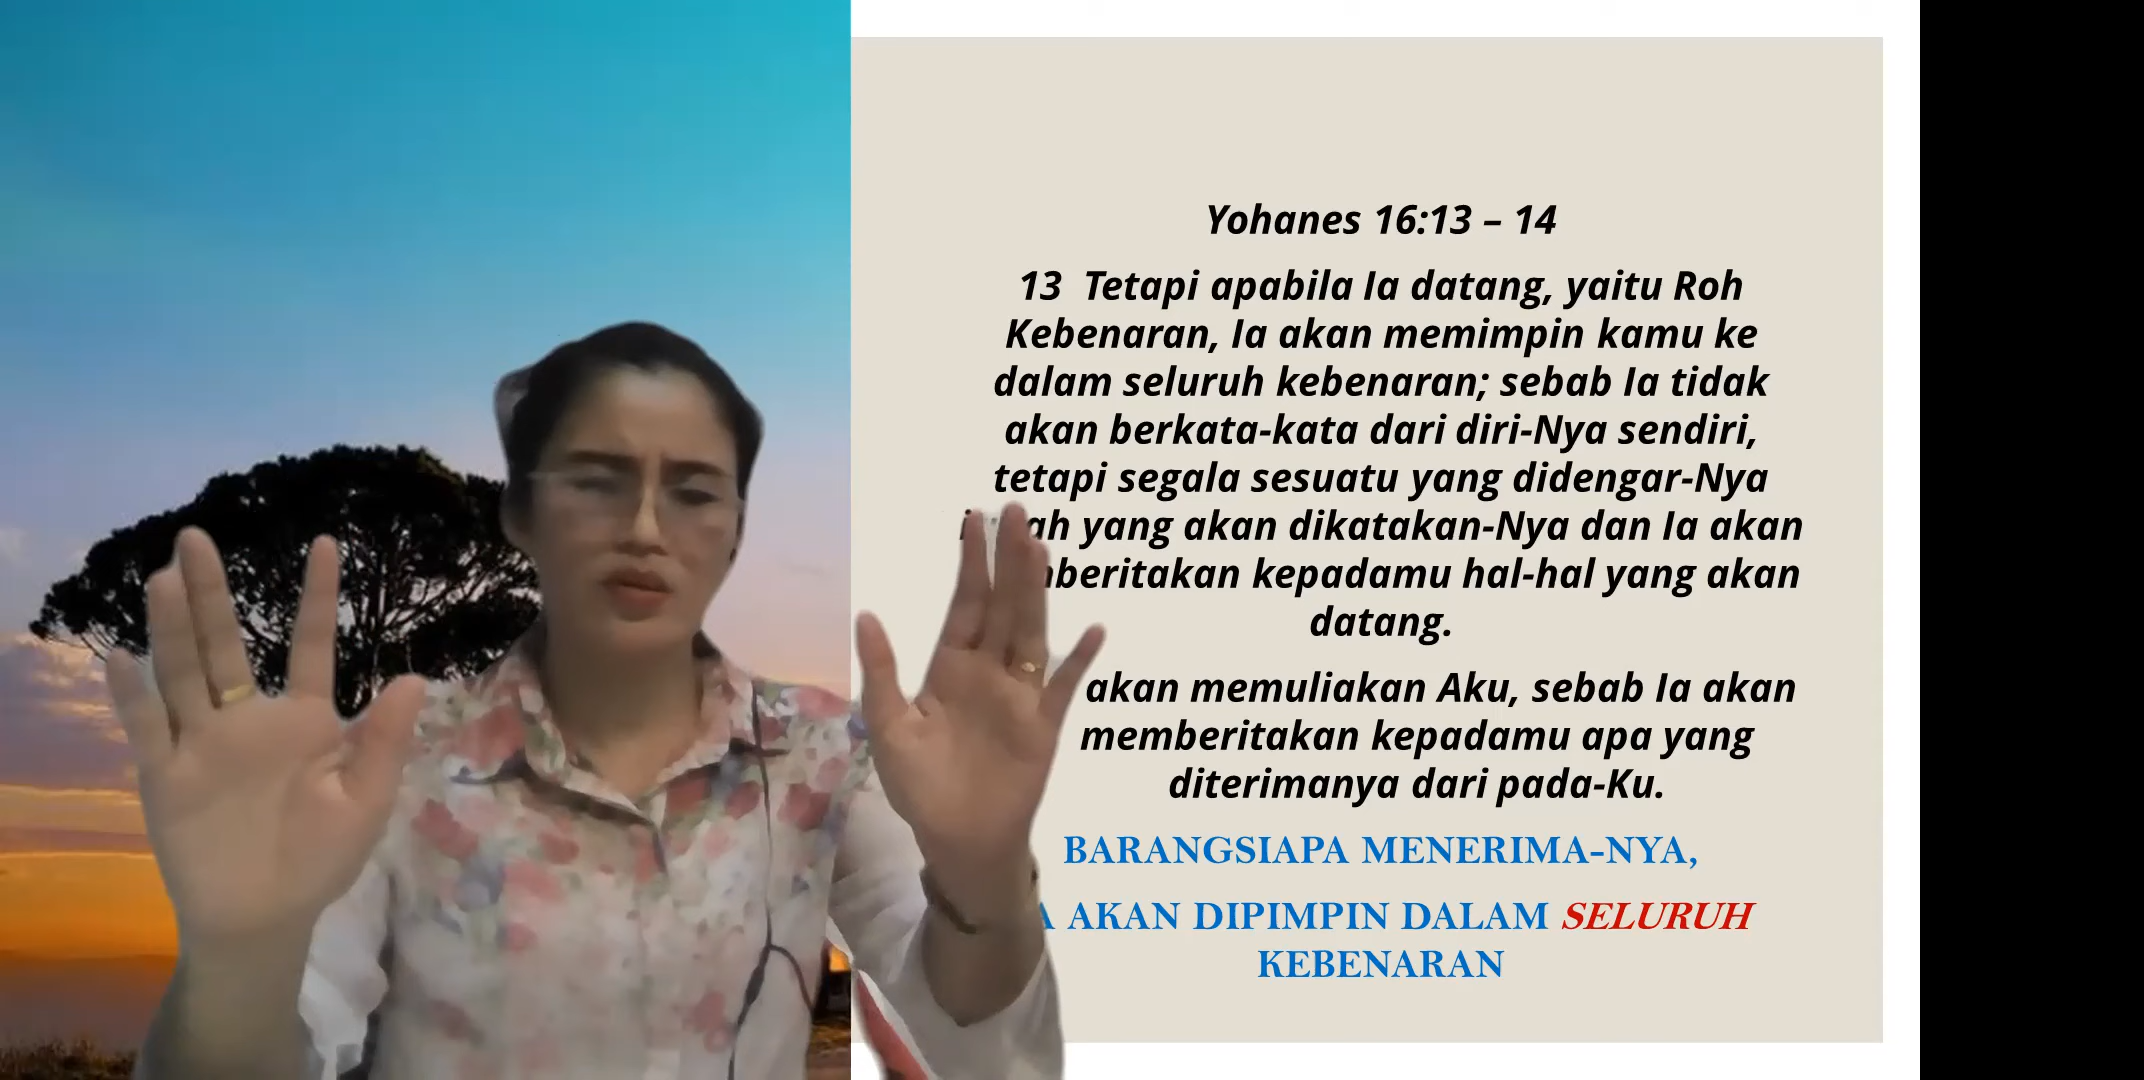 Yohanes 16:13 – 14
13 Tetapi apabila Ia datang, yaitu Roh
Kebenaran, Ia akan memimpin kamu ke
dalam seluruh kebenaran; sebab Ia tidak
akan berkata-kata dari diri-Nya sendiri,
tetapi segala sesuatu yang didengar-Nya
yang akan dikatakan-Nya dan Ia akan
kepadamu hal-hal yang akan
datang.
akan memuliakan Aku, sebab Ia akan
memberitakan kepadamu apa yang
diterimanya dari pada-Ku.
BARANGSIAPA MENERIMA-NYA,
AKAN DIPIMPIN DALAM SELURUH
KEBENARAN